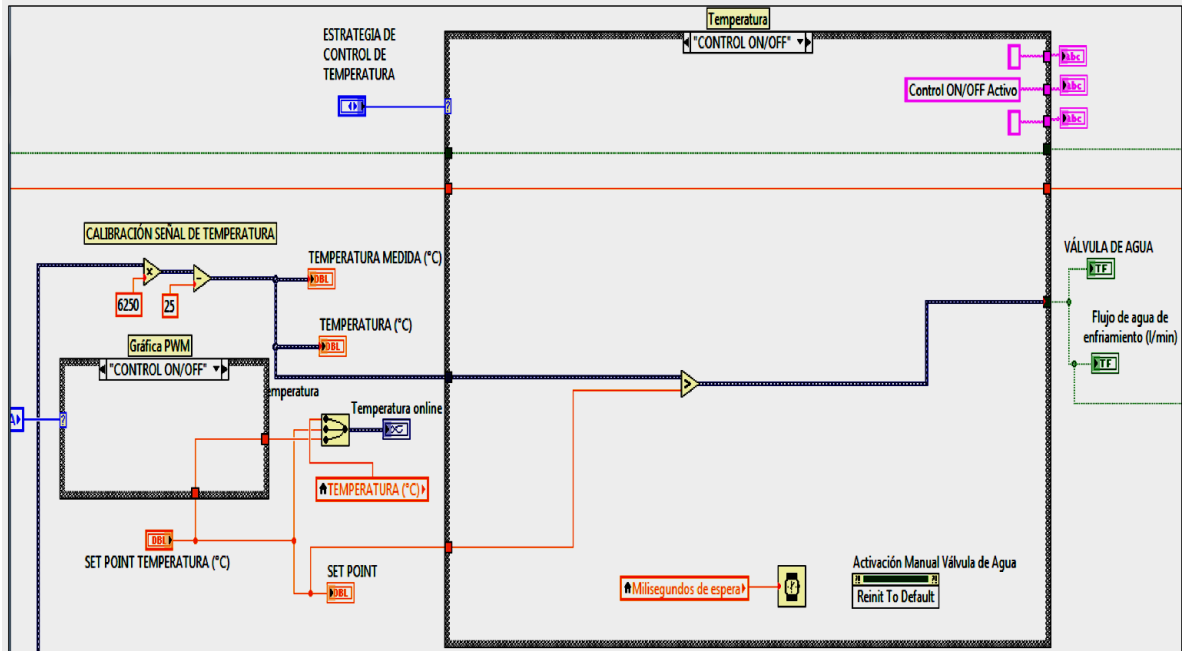 Temperatura
"CONTROL ON/OFF"
ESTRATEGIA DE
CONTROL DE
TEMPERATURA
?
abc
Control ON/OFF Activo
abc
abc
CALIBRACIÓN SEÑAL DE TEMPERATURA
x
-
6250
25
TEMPERATURA MEDIDA (°C)
DBL
TEMPERATURA (°C)
DBL
VÁLVULA DE AGUA
TF
Flujo de agua de
enfriamiento (l/min)
TF
Gráfica PWM
"CONTROL ON/OFF"
?
emperatura
Temperatura online
>
TEMPERATURA (°C)
DBL
SET POINT TEMPERATURA (°C)
SET POINT
DBL
Milisegundos de espera
Activación Manual Válvula de Agua
? ?
Reinit To Default